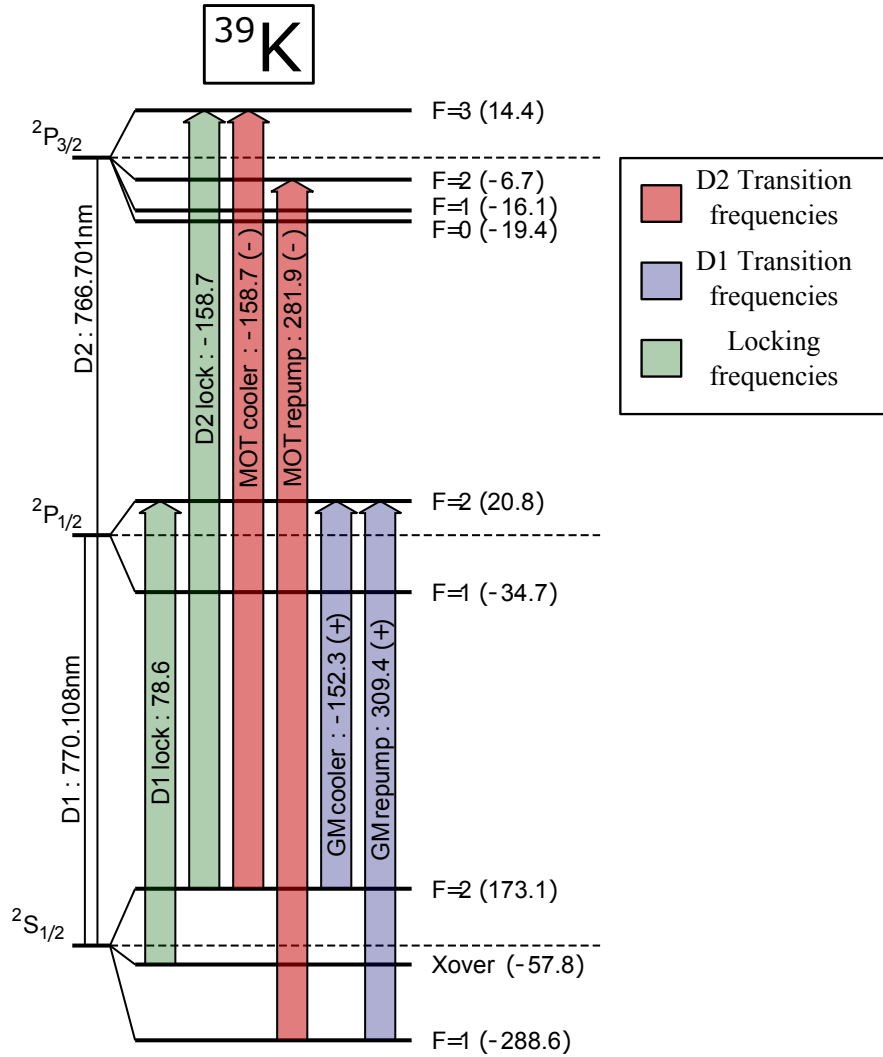 39K
F=3 (14.4)
2P3/2
F=2 (-6.7)
F=1 (-16.1)
F=0 (-19.4)
D2 : 766.701nm
D2 lock : -158.7
MOT cooler : -158.7 (-)
MOT repump : 281.9 (-)
D2 Transition
frequencies
D1 Transition
frequencies
Locking
frequencies
F=2 (20.8)
2P1/2
F=1 (-34.7)
D1 : 770.108nm
D1 lock : 78.6
GM cooler : -152.3 (+)
GM repump : 309.4 (+)
F=2 (173.1)
2S1/2
Xover (-57.8)
F=1 (-288.6)